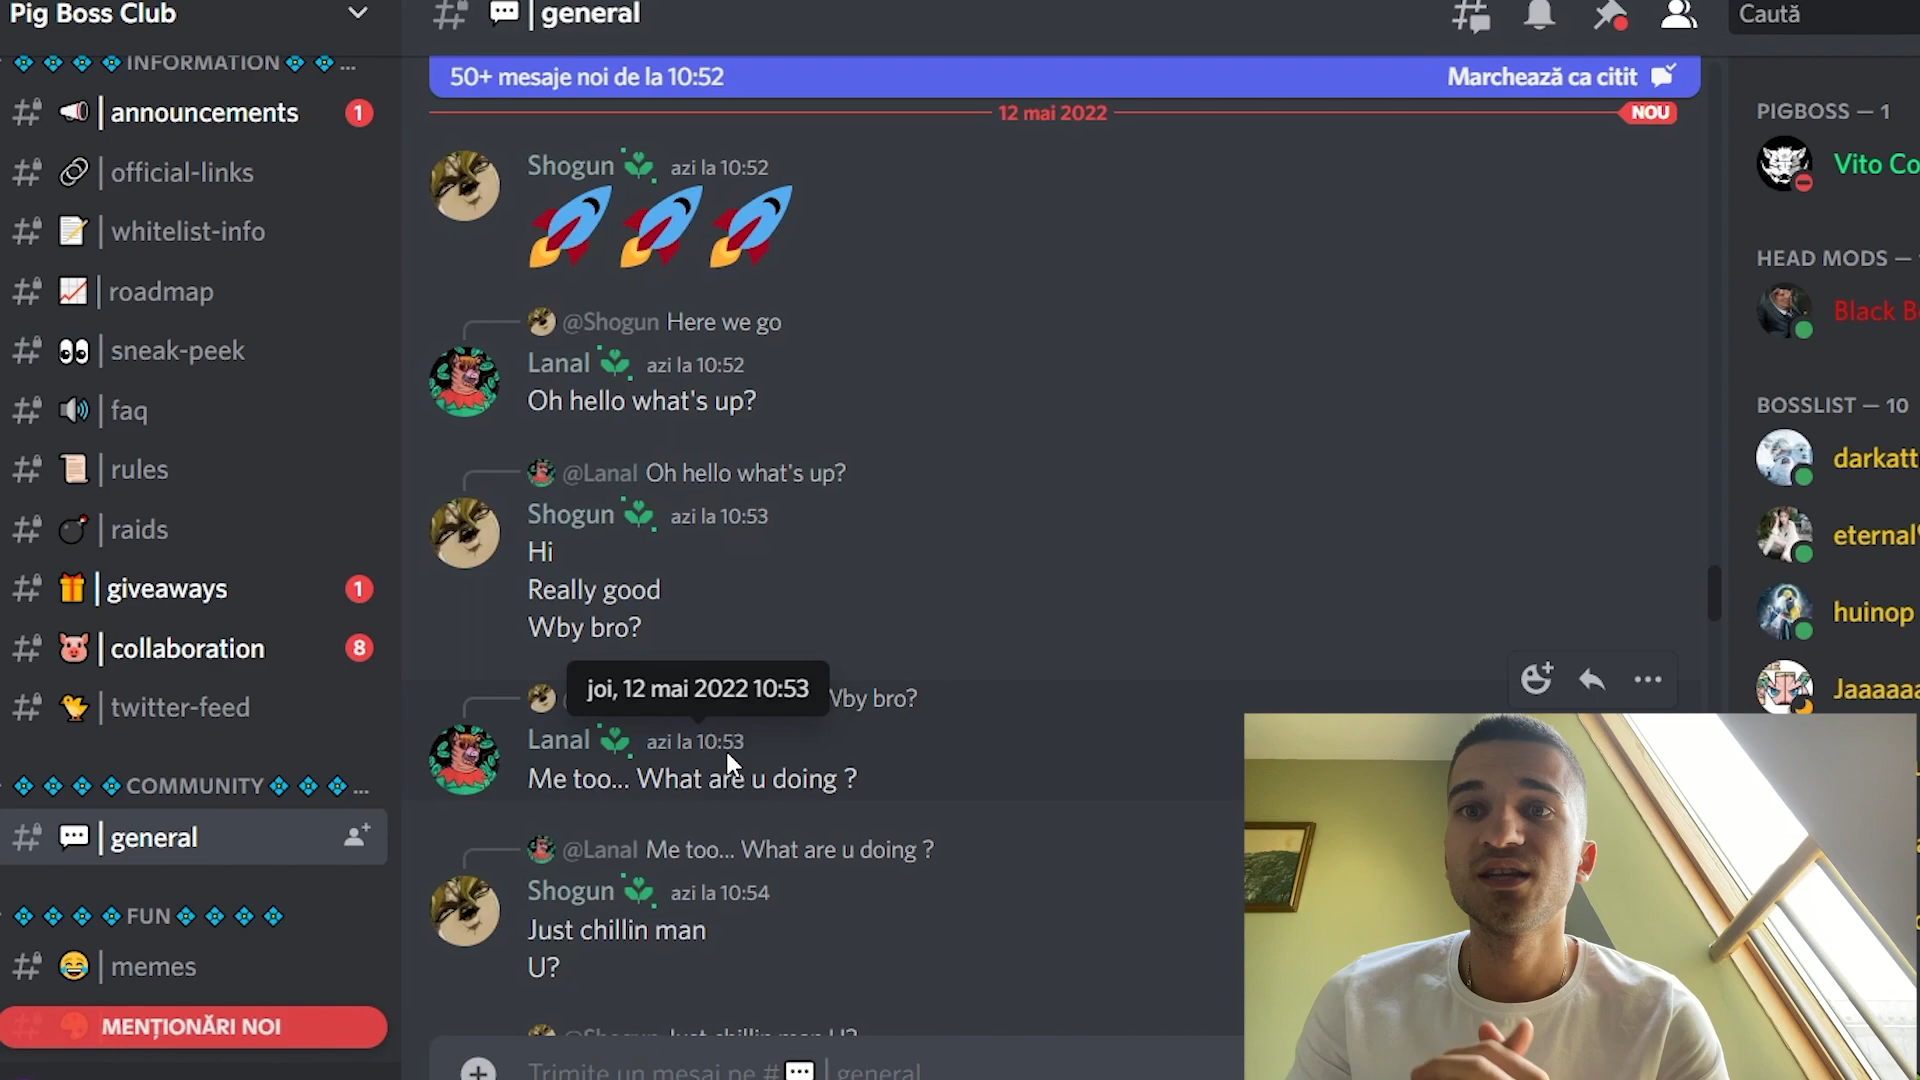 Pig Boss Club
INFORMATION ...
| announcements 1
| official-links
| whitelist-info
| roadmap
| sneak-peek
| faq
| rules
| raids
| giveaways 1
| collaboration 8
| twitter-feed
COMMUNITY ...
| general
FUN
| memes
MENȚIONĂRI NOI
| general
50+ mesaje noi de la 10:52 Marchează ca citit
12 mai 2022 NOU
Shogun azi la 10:52
@Shogun Here we go
Lanal azi la 10:52
Oh hello what's up?
@Lanal Oh hello what's up?
Shogun azi la 10:53
Hi
Really good
Wby bro?
joi, 12 mai 2022 10:53
Wby bro?
Lanal azi la 10:53
Me too... What are u doing ?
@Lanal Me too... What are u doing ?
Shogun azi la 10:54
Just chillin man
U?
@Shogun Just chillin man U?
Trimite un mesaj pe # | general
Caută
PIGBOSS — 1
Vito Co
HEAD MODS —
Black B
BOSSLIST — 10
darkatt
eternal
huinop
Jaaaaaa